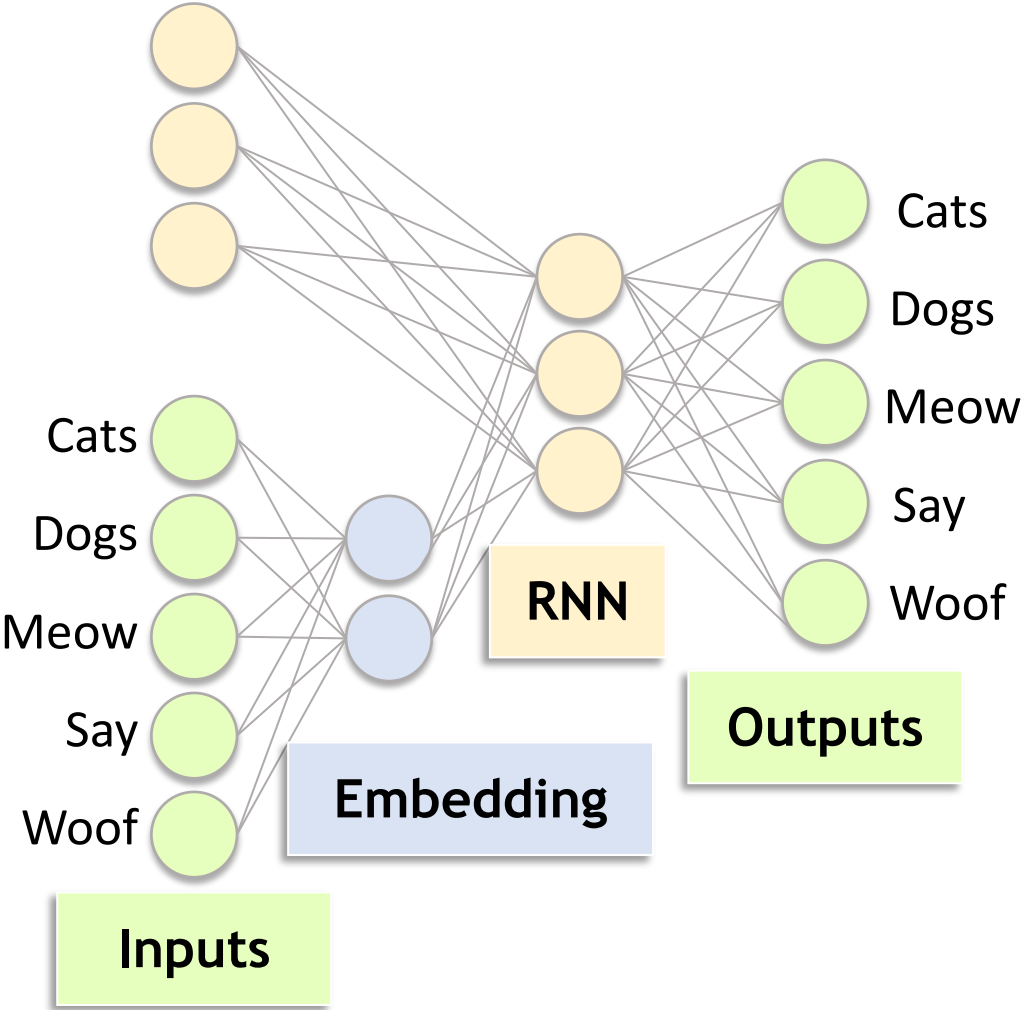 Cats
Dogs
Meow
Say
Woof
Inputs
Embedding
RNN
Cats
Dogs
Meow
Say
Woof
Outputs